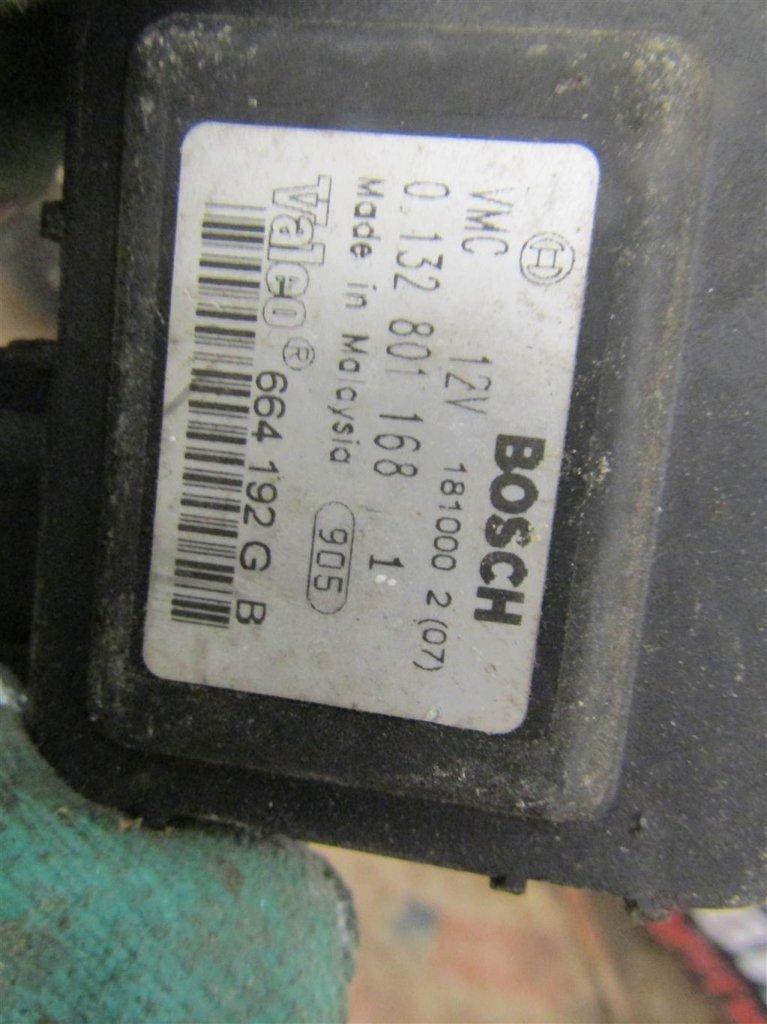 BOSCH
VMC 12V 181000 2 (07)
0 132 801 168 1
Made in Malaysia 905
Valeo® 664 192 G B